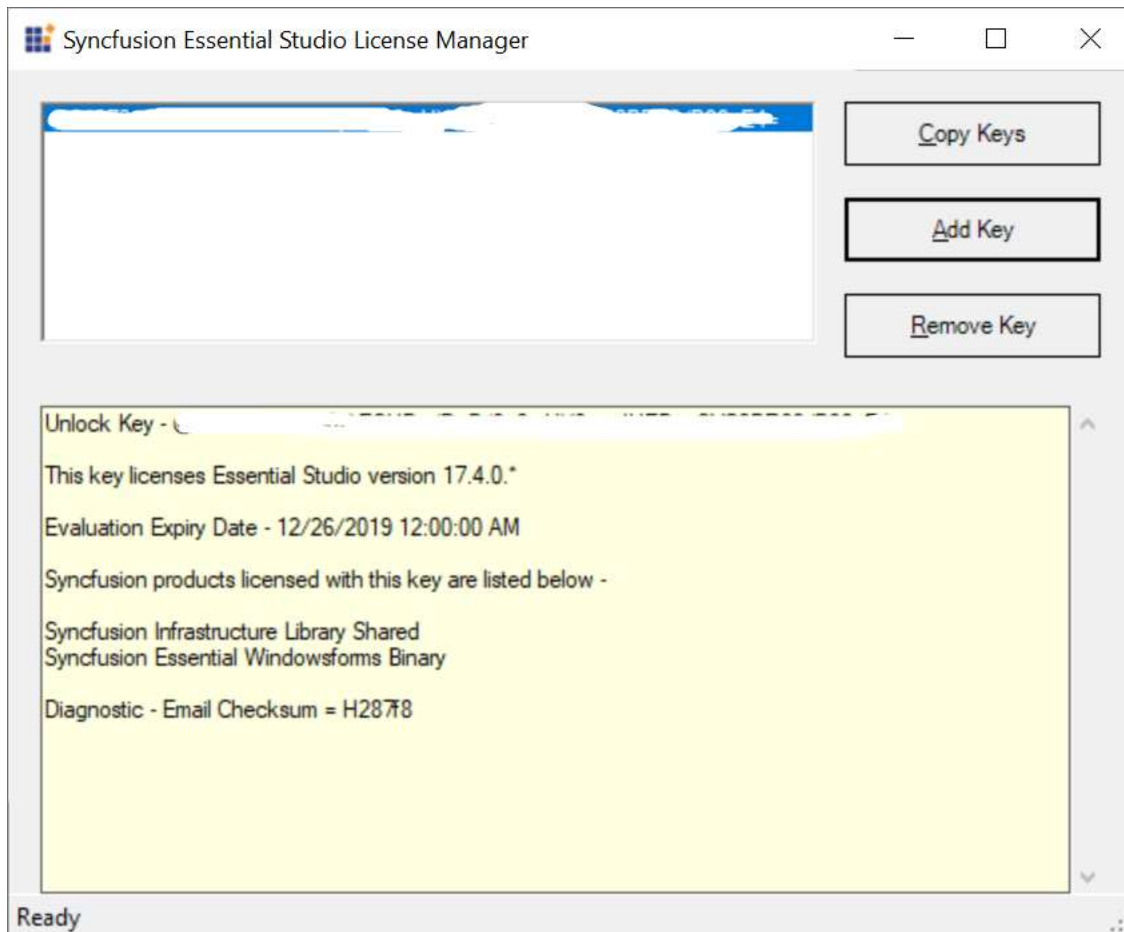 Syncfusion Essential Studio License Manager
Copy Keys
Add Key
Remove Key
Unlock Key -
This key licenses Essential Studio version 17.4.0.*
Evaluation Expiry Date - 12/26/2019 12:00:00 AM
Syncfusion products licensed with this key are listed below -
Syncfusion Infrastructure Library Shared
Syncfusion Essential Windowsforms Binary
Diagnostic - Email Checksum =
Ready